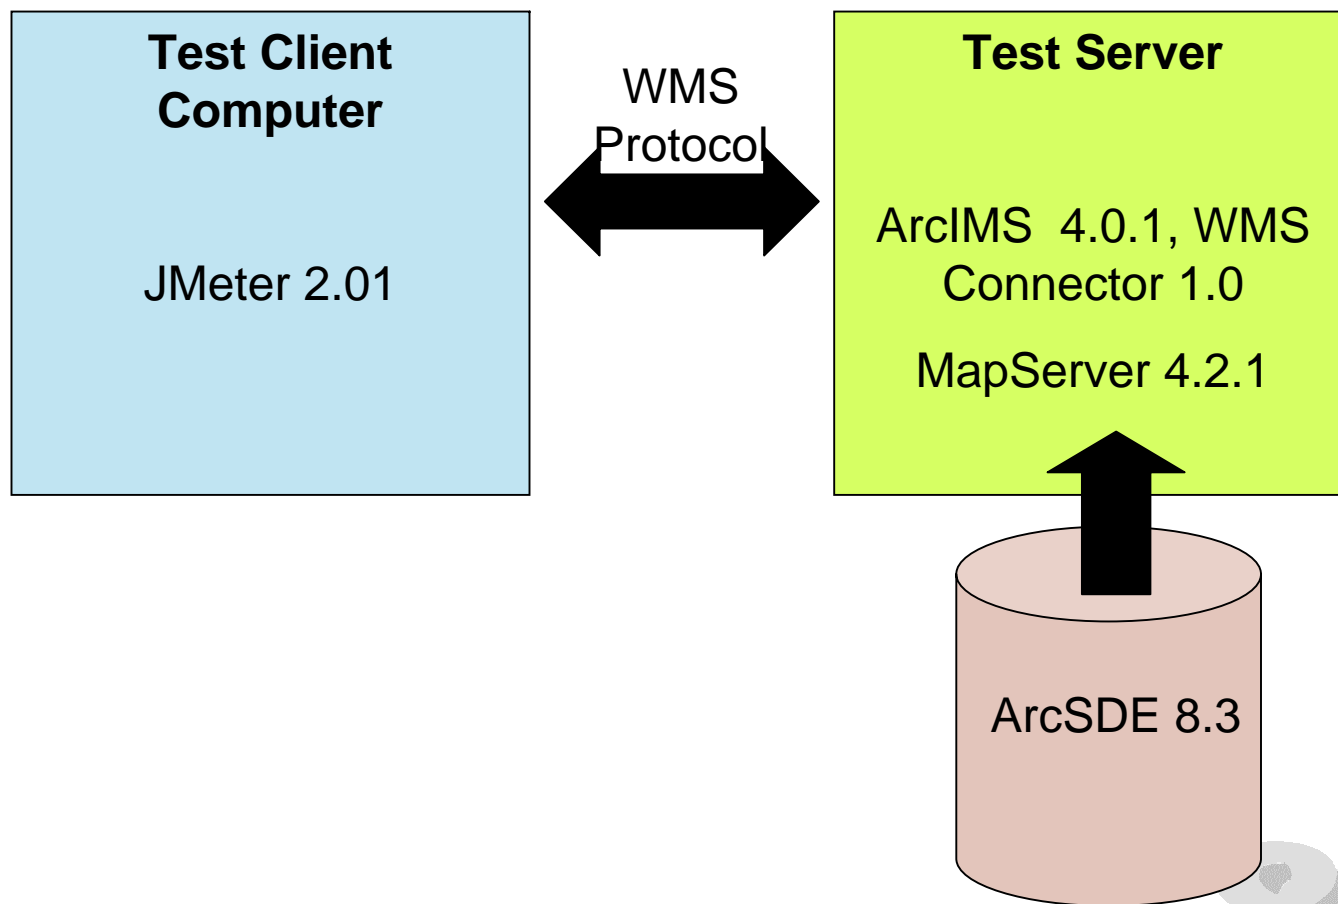 Test Client
Computer
JMeter 2.01
WMS
Protocol
Test Server
ArcIMS 4.0.1, WMS
Connector 1.0
MapServer 4.2.1
ArcSDE 8.3